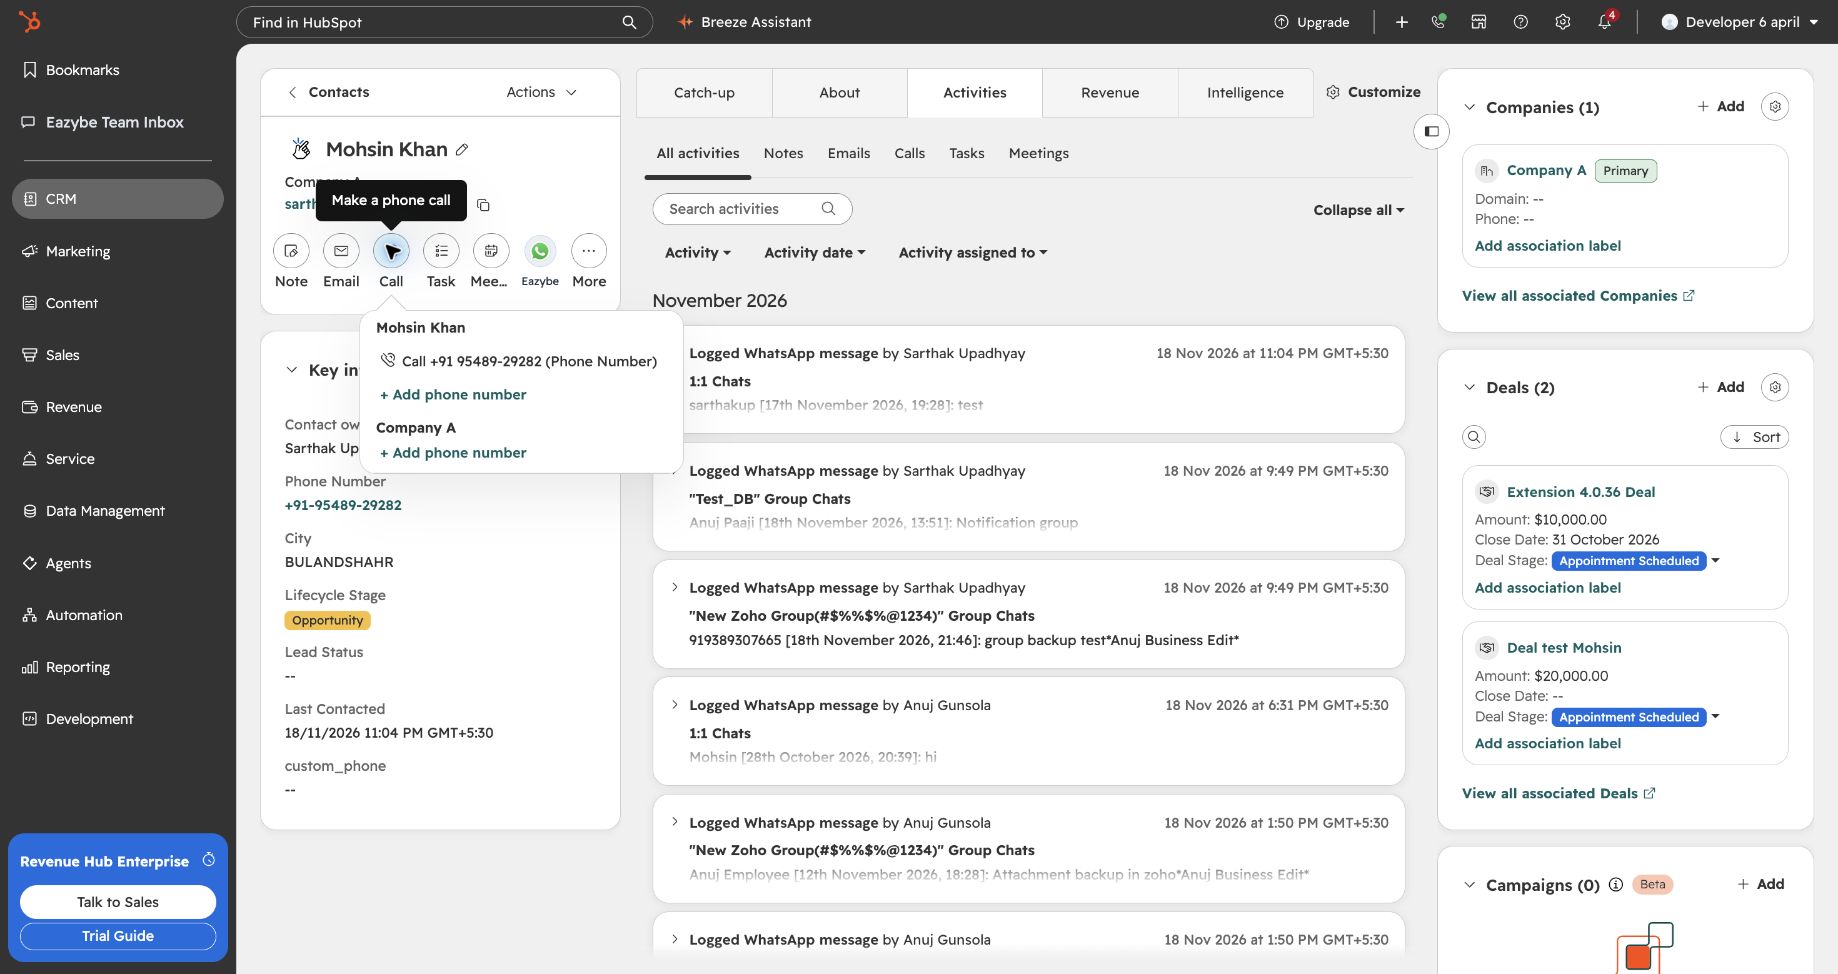 Find in HubSpot
Breeze Assistant
Upgrade
4
Developer 6 april
Bookmarks
Eazybe Team Inbox
CRM
Marketing
Content
Sales
Revenue
Service
Data Management
Agents
Automation
Reporting
Development
Revenue Hub Enterprise
Talk to Sales
Trial Guide
Contacts
Actions
Mohsin Khan
Make a phone call
Note
Email
Call
Task
Mee...
Eazybe
More
Mohsin Khan
Call +91 95489-29282 (Phone Number)
+ Add phone number
Company A
+ Add phone number
Phone Number
+91-95489-29282
City
BULANDSHAHR
Lifecycle Stage
Opportunity
Lead Status
--
Last Contacted
18/11/2026 11:04 PM GMT+5:30
custom_phone
--
Catch-up
About
Activities
Revenue
Intelligence
Customize
All activities
Notes
Emails
Calls
Tasks
Meetings
Search activities
Collapse all
Activity
Activity date
Activity assigned to
November 2026
Logged WhatsApp message by Sarthak Upadhyay 18 Nov 2026 at 11:04 PM GMT+5:30
1:1 Chats
sarthakup [17th November 2026, 19:28]: test
Logged WhatsApp message by Sarthak Upadhyay 18 Nov 2026 at 9:49 PM GMT+5:30
"Test_DB" Group Chats
Anuj Paaji [18th November 2026, 13:51]: Notification group
Logged WhatsApp message by Sarthak Upadhyay 18 Nov 2026 at 9:49 PM GMT+5:30
"New Zoho Group(#$%%$%@1234)" Group Chats
919389307665 [18th November 2026, 21:46]: group backup test*Anuj Business Edit*
Logged WhatsApp message by Anuj Gunsola 18 Nov 2026 at 6:31 PM GMT+5:30
1:1 Chats
Mohsin [28th October 2026, 20:39]: hi
Logged WhatsApp message by Anuj Gunsola 18 Nov 2026 at 1:50 PM GMT+5:30
"New Zoho Group(#$%%$%@1234)" Group Chats
Anuj Employee [12th November 2026, 18:28]: Attachment backup in zoho*Anuj Business Edit*
Logged WhatsApp message by Anuj Gunsola 18 Nov 2026 at 1:50 PM GMT+5:30
Companies (1)
+ Add
Company A Primary
Domain: --
Phone: --
Add association label
View all associated Companies
Deals (2)
+ Add
Sort
Extension 4.0.36 Deal
Amount: $10,000.00
Close Date: 31 October 2026
Deal Stage: Appointment Scheduled
Add association label
Deal test Mohsin
Amount: $20,000.00
Close Date: --
Deal Stage: Appointment Scheduled
Add association label
View all associated Deals
Campaigns (0) Beta
+ Add